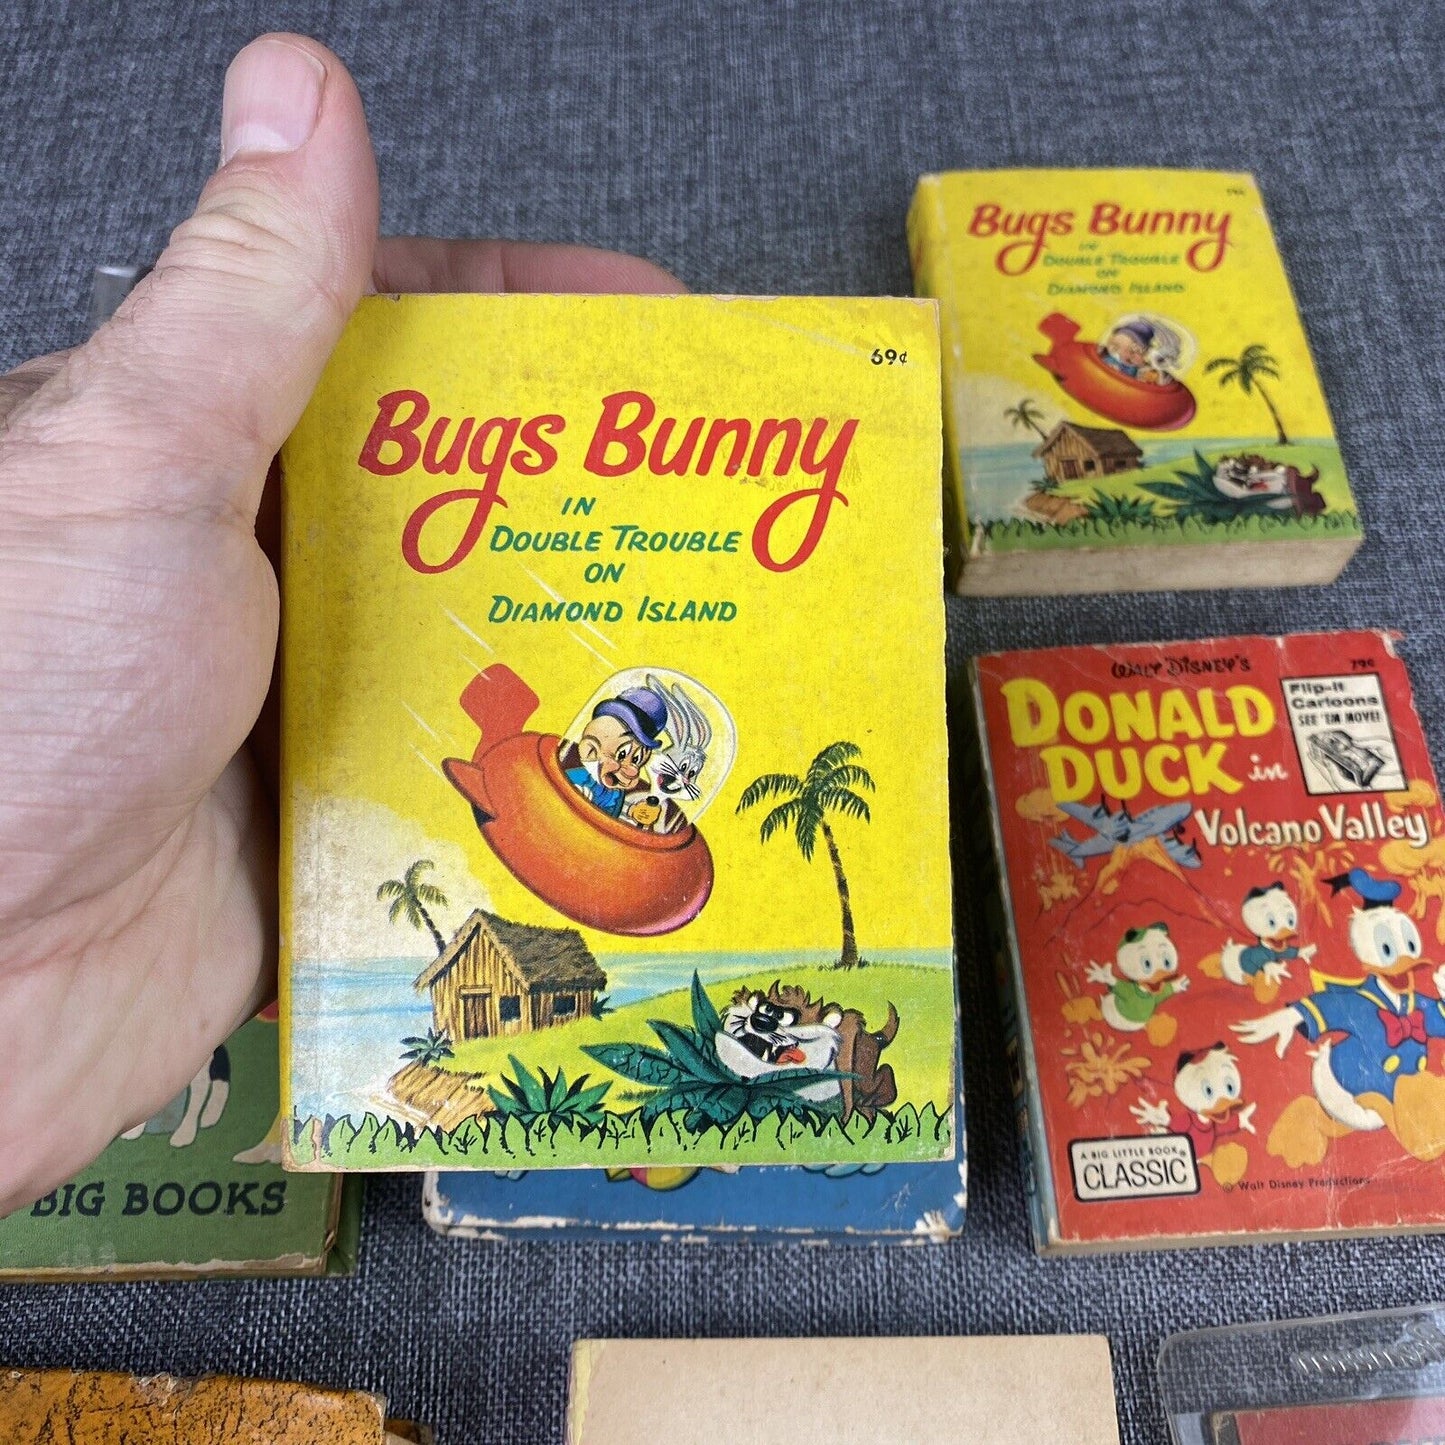 69¢
Bugs Bunny
IN
DOUBLE TROUBLE
ON
DIAMOND ISLAND
Bugs Bunny
IN
DOUBLE TROUBLE
ON
DIAMOND ISLAND
WALT DISNEY'S
79¢
DONALD
DUCK in
Volcano Valley
Flip-it
Cartoons
SEE 'EM MOVE!
A BIG LITTLE BOOK®
CLASSIC
© Walt Disney Productions
BIG BOOKS